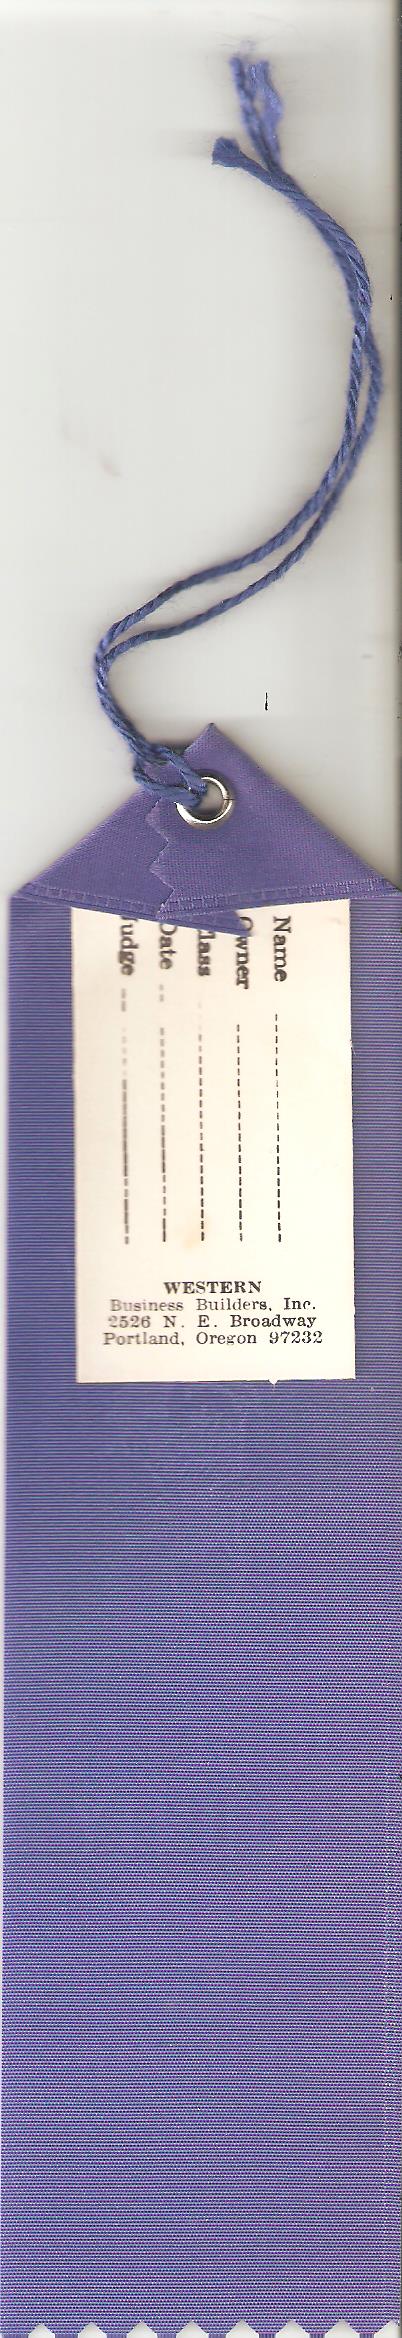 Name
Owner
Class
Date
Judge
WESTERN
Business Builders, Inc.
2526 N. E. Broadway
Portland, Oregon 97232